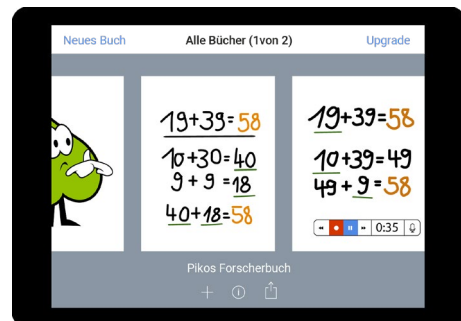 Neues Buch
Alle Bücher (1von 2)
Upgrade
19+39=58
10+30=40
9+9=18
40+18=58
19+39=58
10+39=49
49+9=58
0:35
Pikos Forscherbuch